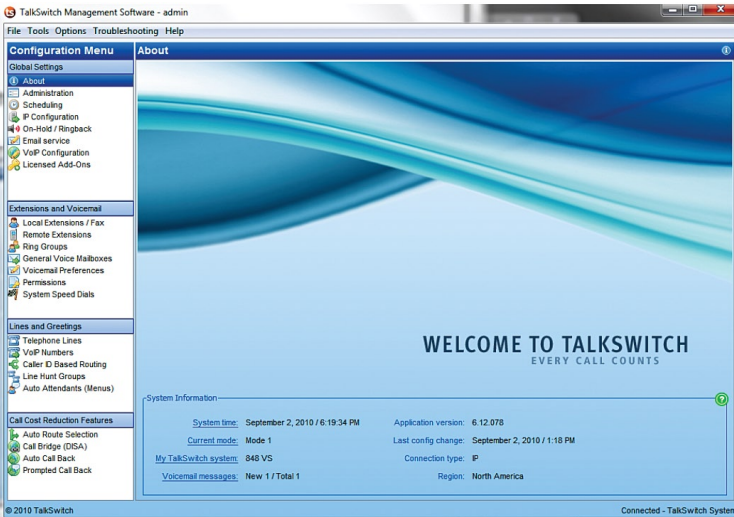 TalkSwitch Management Software - admin
File Tools Options Troubleshooting Help
Configuration Menu
About
Global Settings
About
Administration
Scheduling
IP Configuration
On-Hold / Ringback
Email service
VoIP Configuration
Licensed Add-Ons
Extensions and Voicemail
Local Extensions / Fax
Remote Extensions
Ring Groups
General Voice Mailboxes
Voicemail Preferences
Permissions
System Speed Dials
Lines and Greetings
Telephone Lines
VoIP Numbers
Caller ID Based Routing
Line Hunt Groups
Auto Attendants (Menus)
Call Cost Reduction Features
Auto Route Selection
Call Bridge (DISA)
Auto Call Back
Prompted Call Back
WELCOME TO TALKSWITCH
EVERY CALL COUNTS
System Information
System time: September 2, 2010 / 6:19:34 PM Application version: 6.12.078
Current mode: Mode 1 Last config change: September 2, 2010 / 1:18 PM
My TalkSwitch system: 848 VS Connection type: IP
Voicemail messages: New 1 / Total 1 Region: North America
© 2010 TalkSwitch Connected - TalkSwitch System